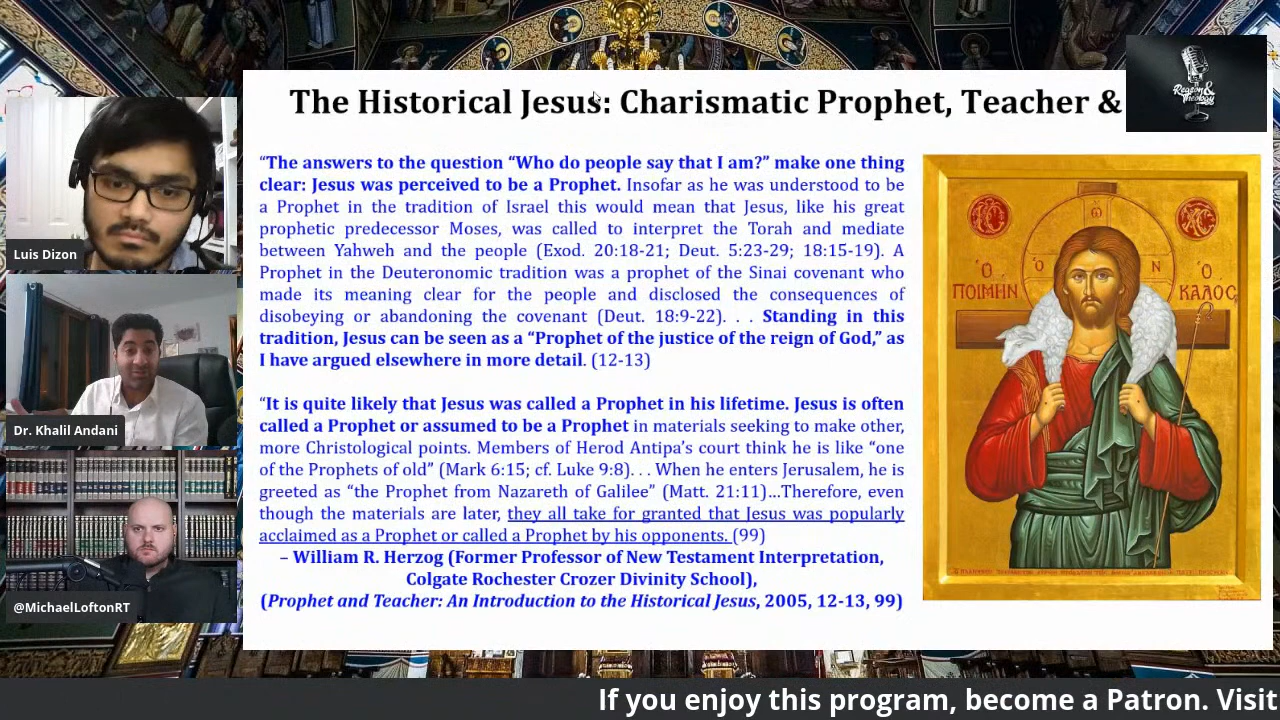 The Historical Jesus: Charismatic Prophet, Teacher &
Reason&
Theology
“The answers to the question “Who do people say that I am?” make one thing
clear: Jesus was perceived to be a Prophet. Insofar as he was understood to be
a Prophet in the tradition of Israel this would mean that Jesus, like his great
prophetic predecessor Moses, was called to interpret the Torah and mediate
between Yahweh and the people (Exod. 20:18-21; Deut. 5:23-29; 18:15-19). A
Prophet in the Deuteronomic tradition was a prophet of the Sinai covenant who
made its meaning clear for the people and disclosed the consequences of
disobeying or abandoning the covenant (Deut. 18:9-22). . . Standing in this
tradition, Jesus can be seen as a “Prophet of the justice of the reign of God,” as
I have argued elsewhere in more detail. (12-13)
“It is quite likely that Jesus was called a Prophet in his lifetime. Jesus is often
called a Prophet or assumed to be a Prophet in materials seeking to make other,
more Christological points. Members of Herod Antipa’s court think he is like “one
of the Prophets of old” (Mark 6:15; cf. Luke 9:8). . . When he enters Jerusalem, he is
greeted as “the Prophet from Nazareth of Galilee” (Matt. 21:11)…Therefore, even
though the materials are later, they all take for granted that Jesus was popularly
acclaimed as a Prophet or called a Prophet by his opponents. (99)
– William R. Herzog (Former Professor of New Testament Interpretation,
Colgate Rochester Crozer Divinity School),
(Prophet and Teacher: An Introduction to the Historical Jesus, 2005, 12-13, 99)
Ὁ ΠΟΙΜΗΝ
Ὁ ΚΑΛΟΣ
Ο ω Ν
Luis Dizon
Dr. Khalil Andani
@MichaelLoftonRT
If you enjoy this program, become a Patron. Visit